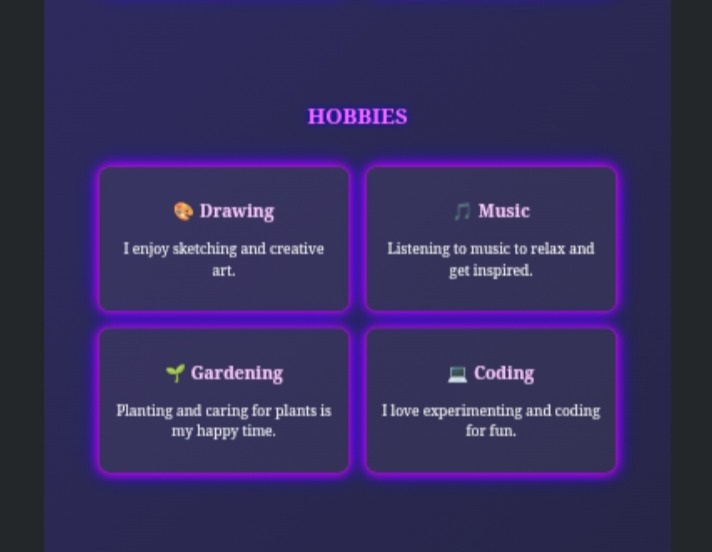 HOBBIES
🎨 Drawing
I enjoy sketching and creative
art.
🎵 Music
Listening to music to relax and
get inspired.
🌱 Gardening
Planting and caring for plants is
my happy time.
💻 Coding
I love experimenting and coding
for fun.